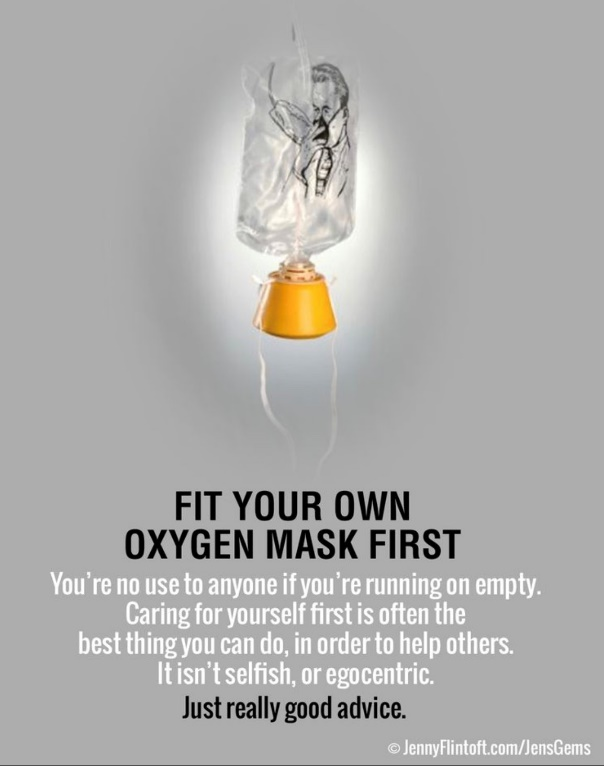 FIT YOUR OWN
OXYGEN MASK FIRST
You're no use to anyone if you're running on empty.
Caring for yourself first is often the
best thing you can do, in order to help others.
It isn't selfish, or egocentric.
Just really good advice.
© JennyFlintoft.com/JensGems